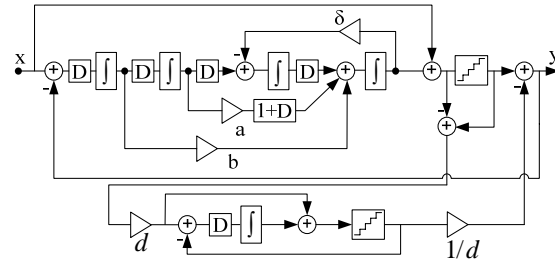 δ
x + D ∫ D ∫ D + ∫ D + ∫ + + y
- - - -
a 1+D
b
- +
d + D ∫ + 1/d
-